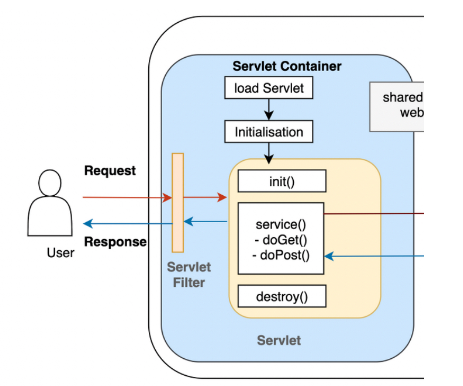 Servlet Container
load Servlet
shared
web
Initialisation
Request
init()
service()
- doGet()
- doPost()
Response
User
Servlet
Filter
destroy()
Servlet